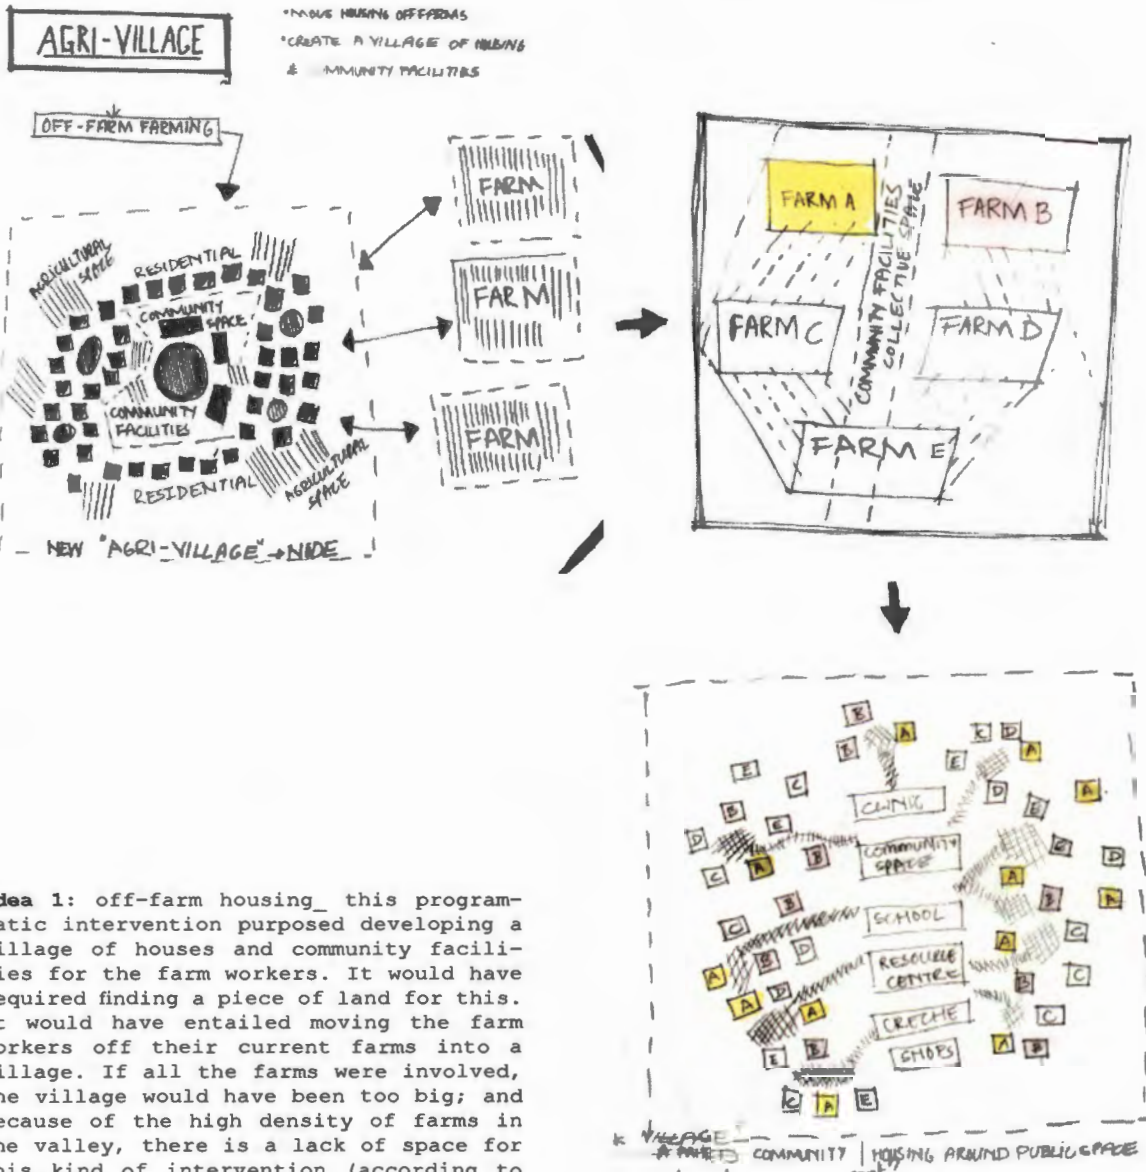 AGRI-VILLAGE
• MOVE HOUSING OFF FARMS
• CREATE A VILLAGE OF HOUSING
& MMUNITY FACILITIES
OFF-FARM FARMING
AGRICULTURAL
SPACE
RESIDENTIAL
COMMUNITY
SPACE
COMMUNITY
FACILITIES
RESIDENTIAL
AGRICULTURAL
SPACE
NEW "AGRI-VILLAGE" → NODE
FARM
FARM
FARM
FARM A
FARM B
FARM C
FARM D
FARM E
COMMUNITY FACILITIES
COLLECTIVE SPACE
B
A
B
C
D
E
A
E
C
D
A
B
E
E
D
C
D
C
A
B
A
B
A
B
C
C
B
D
A
A
C
A
D
A
B
C
E
B
A
B
C
A
E
CLINIC
COMMUNITY
SPACE
SCHOOL
RESOURCE
CENTRE
CRECHE
SHOPS
VILLAGE
COMMUNITY | HOUSING AROUND PUBLIC SPACE
dea 1: off-farm housing_ this program-
atic intervention purposed developing a
illage of houses and community facili-
ies for the farm workers. It would have
equired finding a piece of land for this.
t would have entailed moving the farm
orkers off their current farms into a
illage. If all the farms were involved,
he village would have been too big; and
ecause of the high density of farms in
he valley, there is a lack of space for
his kind of intervention (according to